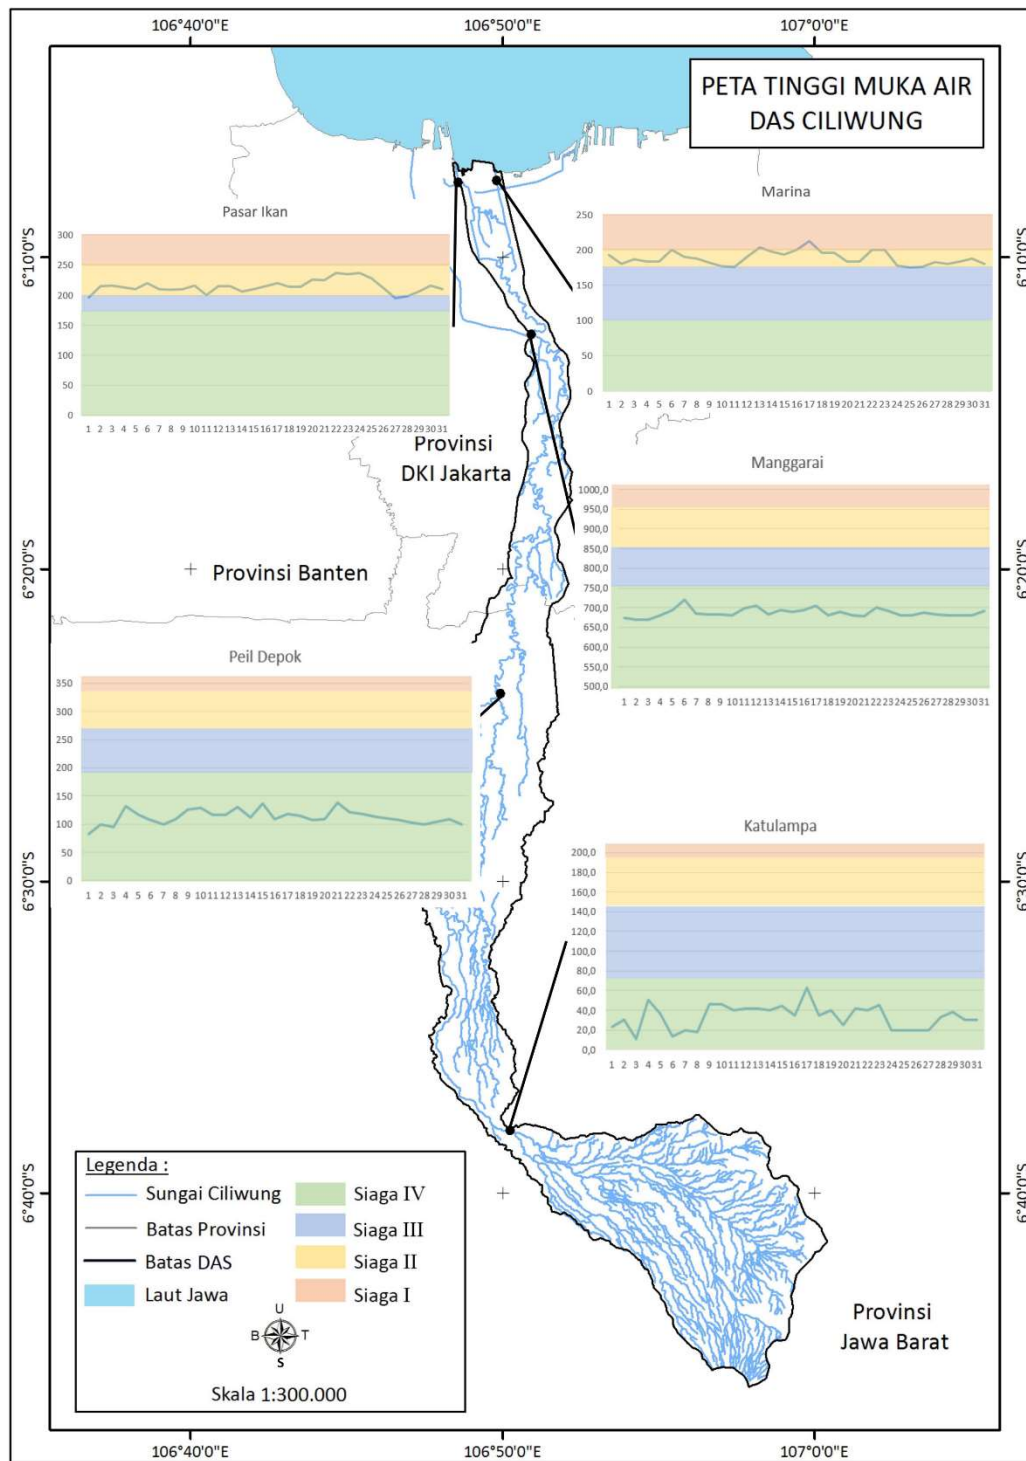 106°40'0"E 106°50'0"E 107°0'0"E
PETA TINGGI MUKA AIR
DAS CILIWUNG
Pasar Ikan
300
250
200
150
100
50
0
1 2 3 4 5 6 7 8 9 10 11 12 13 14 15 16 17 18 19 20 21 22 23 24 25 26 27 28 29 30 31
Marina
250
200
150
100
50
0
1 2 3 4 5 6 7 8 9 10 11 12 13 14 15 16 17 18 19 20 21 22 23 24 25 26 27 28 29 30 31
6°10'0"S 6°10'0"S
Provinsi
DKI Jakarta
Manggarai
1000,0
950,0
900,0
850,0
800,0
750,0
700,0
650,0
600,0
550,0
500,0
1 2 3 4 5 6 7 8 9 10 11 12 13 14 15 16 17 18 19 20 21 22 23 24 25 26 27 28 29 30 31
6°20'0"S 6°20'0"S
Provinsi Banten
Peil Depok
350
300
250
200
150
100
50
0
1 2 3 4 5 6 7 8 9 10 11 12 13 14 15 16 17 18 19 20 21 22 23 24 25 26 27 28 29 30 31
Katulampa
200,0
180,0
160,0
140,0
120,0
100,0
80,0
60,0
40,0
20,0
0,0
1 2 3 4 5 6 7 8 9 10 11 12 13 14 15 16 17 18 19 20 21 22 23 24 25 26 27 28 29 30 31
6°30'0"S 6°30'0"S
Legenda :
Sungai Ciliwung
Batas Provinsi
Batas DAS
Laut Jawa
Siaga IV
Siaga III
Siaga II
Siaga I
U
B T
S
Skala 1:300.000
6°40'0"S 6°40'0"S
Provinsi
Jawa Barat
106°40'0"E 106°50'0"E 107°0'0"E